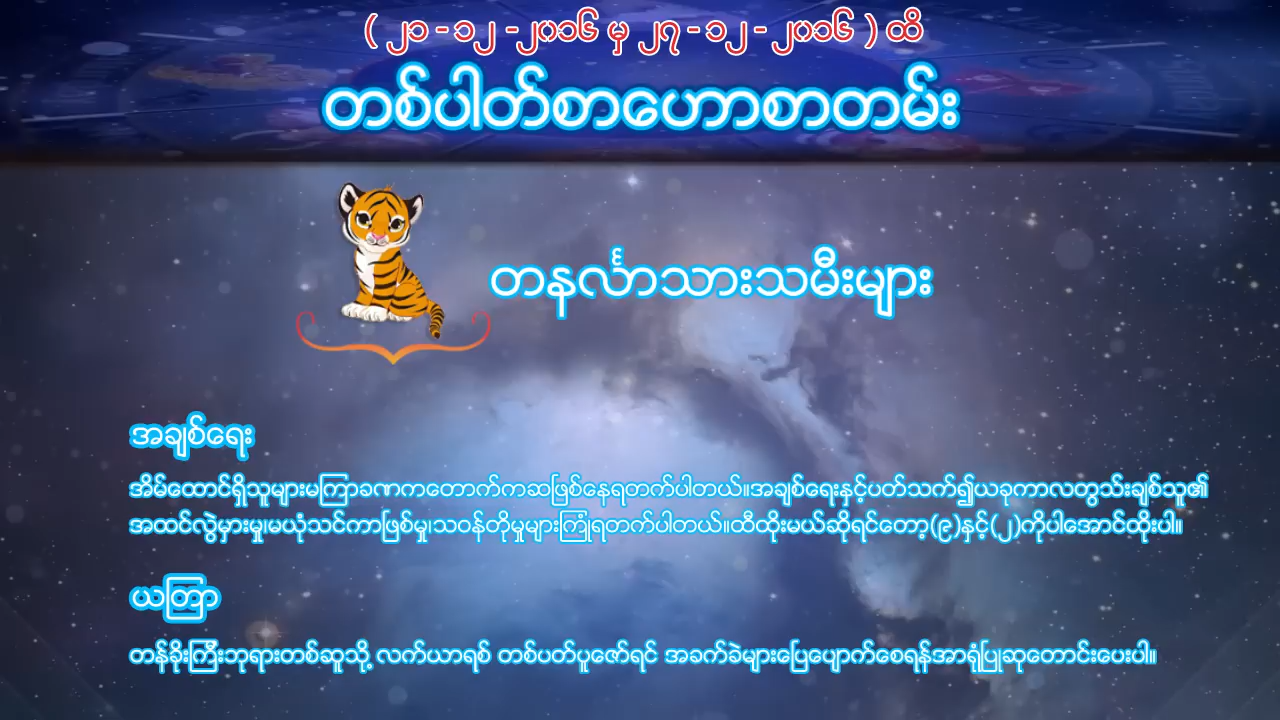 ( ၂၁ - ၁၂ -၂၀၁၆ မှ ၂၇ - ၁၂ - ၂၀၁၆ ) ထိ
တစ်ပါတ်စာဟောစာတမ်း
တနင်္လာသားသမီးများ
အချစ်ရေး
အိမ်ထောင်ရှိသူများမကြာခဏကတောက်ကဆဖြစ်နေရတက်ပါတယ်။အချစ်ရေးနှင့်ပတ်သက်၍ယခုကာလတွသ်းချစ်သူ၏
အထင်လွဲမှားမှု၊မယုံသင်ကာဖြစ်မှု၊သဝန်တိုမှုများကြုံရတက်ပါတယ်။ထီထိုးမယ်ဆိုရင်တော့(၉)နှင့်(၂)ကိုပါအောင်ထိုးပါ။
ယတြာ
တန်ခိုးကြီးဘုရားတစ်ဆူသို့ လက်ယာရစ် တစ်ပတ်ပူဇော်ရင် အခက်ခဲများပြေပျောက်စေရန်အာရုံပြုဆုတောင်းပေးပါ။